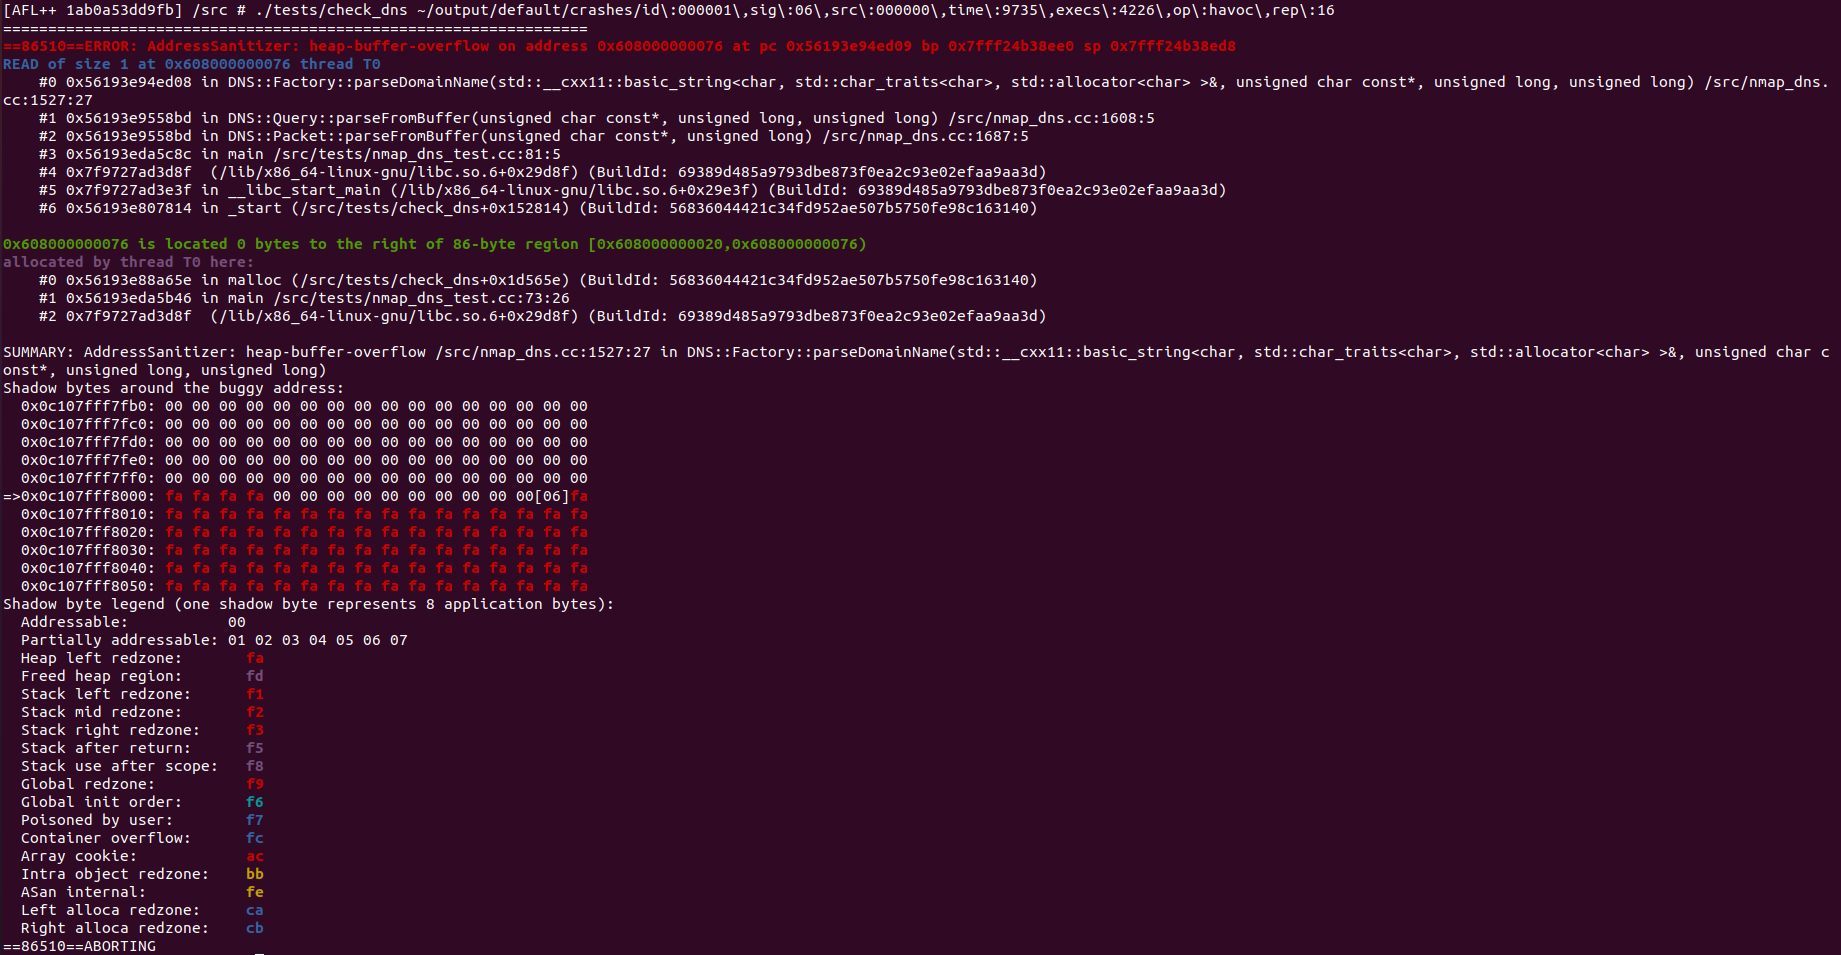 [AFL++ 1ab0a53dd9fb] /src # ./tests/check_dns ~/output/default/crashes/id\:000001\,sig\:06\,src\:000000\,time\:9735\,execs\:4226\,op\:havoc\,rep\:16
=================================================================
==86510==ERROR: AddressSanitizer: heap-buffer-overflow on address 0x608000000076 at pc 0x56193e94ed09 bp 0x7fff24b38ee0 sp 0x7fff24b38ed8
READ of size 1 at 0x608000000076 thread T0
    #0 0x56193e94ed08 in DNS::Factory::parseDomainName(std::__cxx11::basic_string<char, std::char_traits<char>, std::allocator<char> >&, unsigned char const*, unsigned long, unsigned long) /src/nmap_dns.
cc:1527:27
    #1 0x56193e9558bd in DNS::Query::parseFromBuffer(unsigned char const*, unsigned long, unsigned long) /src/nmap_dns.cc:1608:5
    #2 0x56193e9558bd in DNS::Packet::parseFromBuffer(unsigned char const*, unsigned long) /src/nmap_dns.cc:1687:5
    #3 0x56193eda5c8c in main /src/tests/nmap_dns_test.cc:81:5
    #4 0x7f9727ad3d8f  (/lib/x86_64-linux-gnu/libc.so.6+0x29d8f) (BuildId: 69389d485a9793dbe873f0ea2c93e02efaa9aa3d)
    #5 0x7f9727ad3e3f in __libc_start_main (/lib/x86_64-linux-gnu/libc.so.6+0x29e3f) (BuildId: 69389d485a9793dbe873f0ea2c93e02efaa9aa3d)
    #6 0x56193e807814 in _start (/src/tests/check_dns+0x152814) (BuildId: 56836044421c34fd952ae507b5750fe98c163140)

0x608000000076 is located 0 bytes to the right of 86-byte region [0x608000000020,0x608000000076)
allocated by thread T0 here:
    #0 0x56193e88a65e in malloc (/src/tests/check_dns+0x1d565e) (BuildId: 56836044421c34fd952ae507b5750fe98c163140)
    #1 0x56193eda5b46 in main /src/tests/nmap_dns_test.cc:73:26
    #2 0x7f9727ad3d8f  (/lib/x86_64-linux-gnu/libc.so.6+0x29d8f) (BuildId: 69389d485a9793dbe873f0ea2c93e02efaa9aa3d)

SUMMARY: AddressSanitizer: heap-buffer-overflow /src/nmap_dns.cc:1527:27 in DNS::Factory::parseDomainName(std::__cxx11::basic_string<char, std::char_traits<char>, std::allocator<char> >&, unsigned char c
onst*, unsigned long, unsigned long)
Shadow bytes around the buggy address:
  0x0c107fff7fb0: 00 00 00 00 00 00 00 00 00 00 00 00 00 00 00 00
  0x0c107fff7fc0: 00 00 00 00 00 00 00 00 00 00 00 00 00 00 00 00
  0x0c107fff7fd0: 00 00 00 00 00 00 00 00 00 00 00 00 00 00 00 00
  0x0c107fff7fe0: 00 00 00 00 00 00 00 00 00 00 00 00 00 00 00 00
  0x0c107fff7ff0: 00 00 00 00 00 00 00 00 00 00 00 00 00 00 00 00
=>0x0c107fff8000: fa fa fa fa 00 00 00 00 00 00 00 00 00 00[06]fa
  0x0c107fff8010: fa fa fa fa fa fa fa fa fa fa fa fa fa fa fa fa
  0x0c107fff8020: fa fa fa fa fa fa fa fa fa fa fa fa fa fa fa fa
  0x0c107fff8030: fa fa fa fa fa fa fa fa fa fa fa fa fa fa fa fa
  0x0c107fff8040: fa fa fa fa fa fa fa fa fa fa fa fa fa fa fa fa
  0x0c107fff8050: fa fa fa fa fa fa fa fa fa fa fa fa fa fa fa fa
Shadow byte legend (one shadow byte represents 8 application bytes):
  Addressable:           00
  Partially addressable: 01 02 03 04 05 06 07
  Heap left redzone:       fa
  Freed heap region:       fd
  Stack left redzone:      f1
  Stack mid redzone:       f2
  Stack right redzone:     f3
  Stack after return:      f5
  Stack use after scope:   f8
  Global redzone:          f9
  Global init order:       f6
  Poisoned by user:        f7
  Container overflow:      fc
  Array cookie:            ac
  Intra object redzone:    bb
  ASan internal:           fe
  Left alloca redzone:     ca
  Right alloca redzone:    cb
==86510==ABORTING